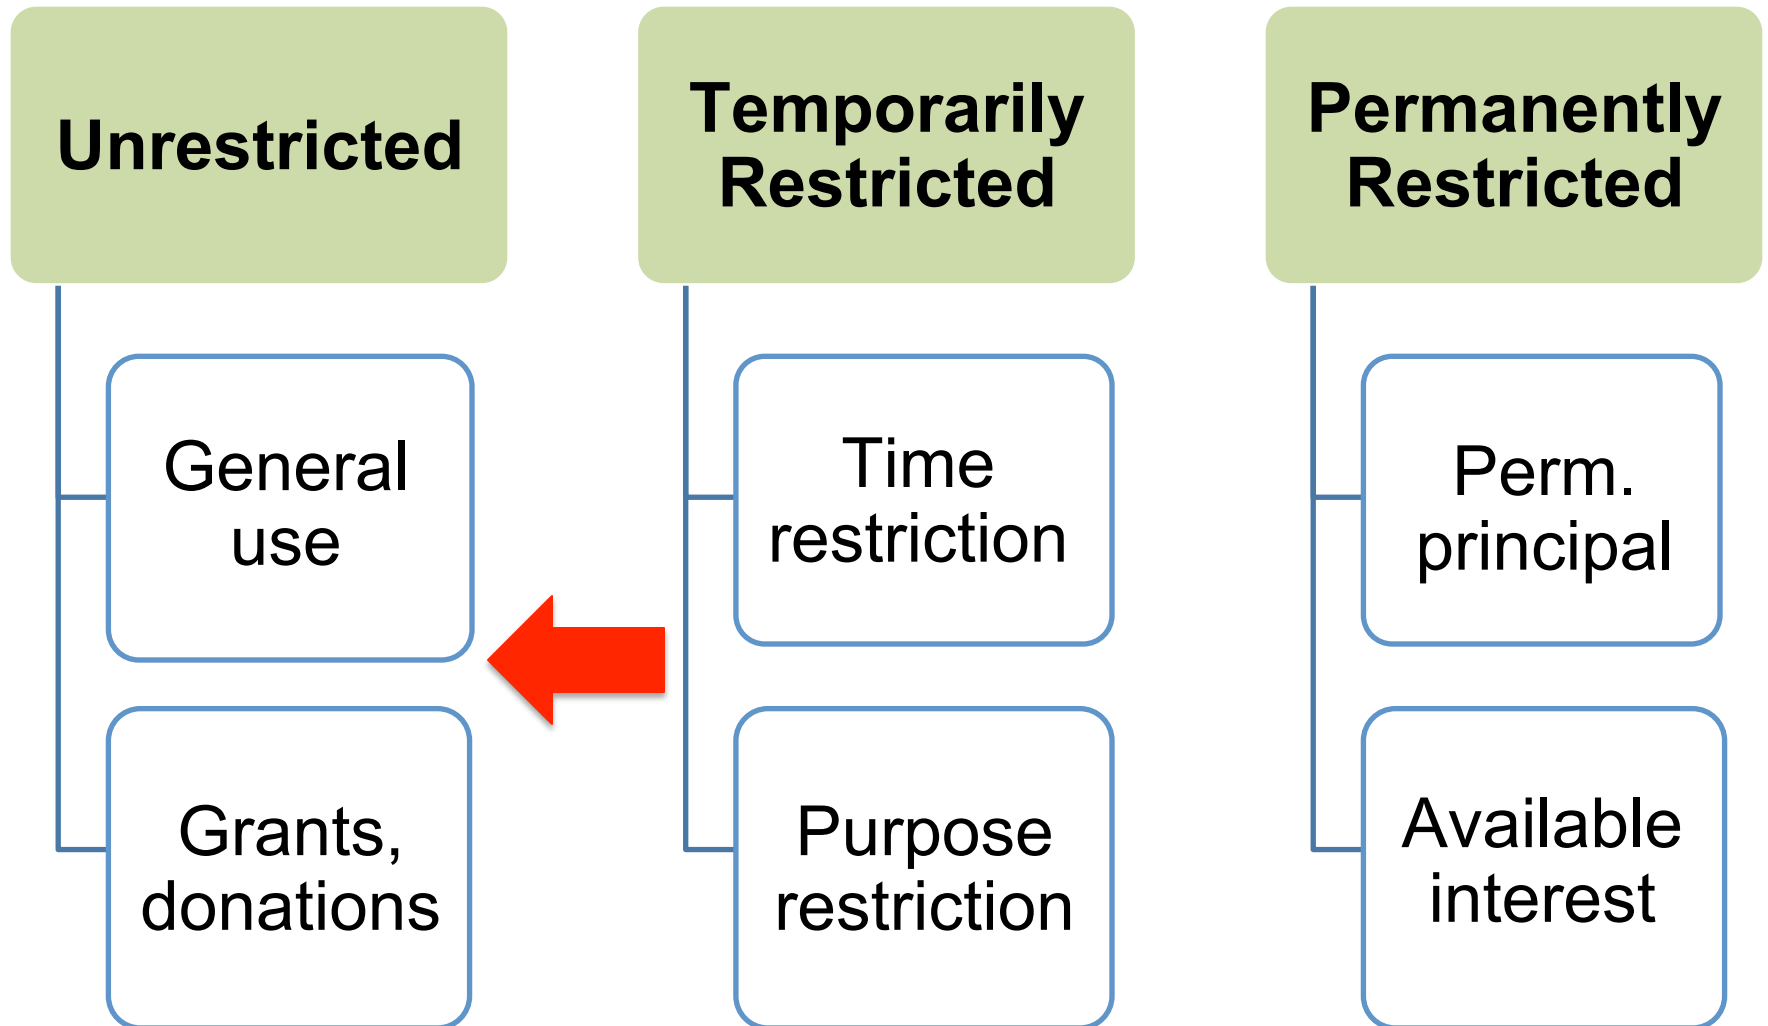 Unrestricted
General
use
Grants,
donations
Temporarily
Restricted
Time
restriction
Purpose
restriction
Permanently
Restricted
Perm.
principal
Available
interest